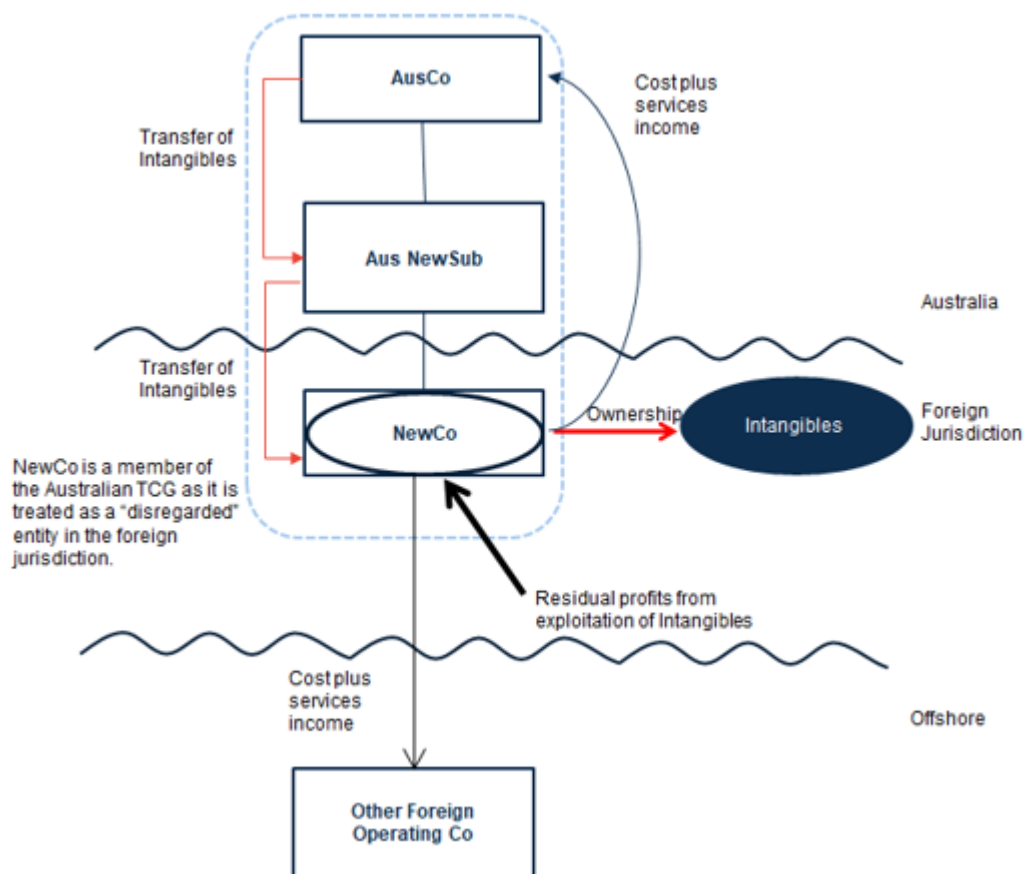 AusCo
Cost plus
services
income
Transfer of
Intangibles
Aus NewSub
Australia
Transfer of
Intangibles
Ownership
NewCo
Intangibles
Foreign
Jurisdiction
NewCo is a member of
the Australian TCG as it is
treated as a “disregarded”
entity in the foreign
jurisdiction.
Residual profits from
exploitation of Intangibles
Cost plus
services
income
Offshore
Other Foreign
Operating Co